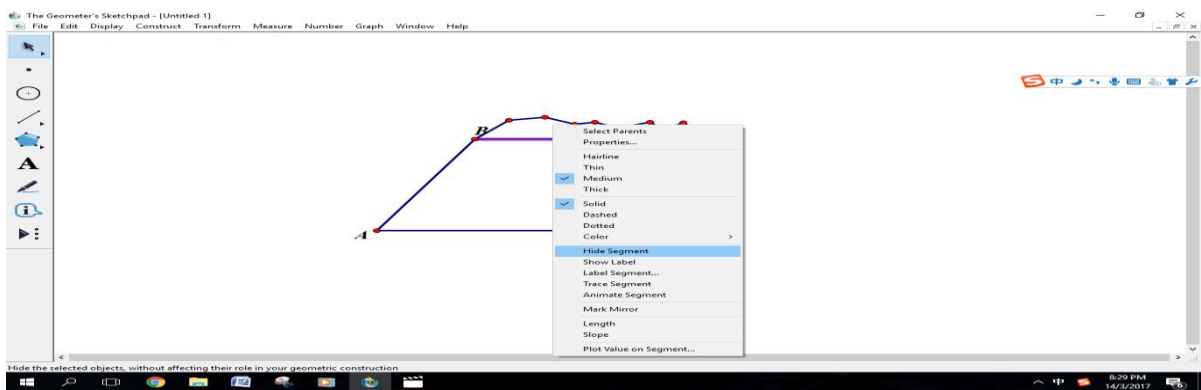 The Geometer's Sketchpad - [Untitled 1]
File Edit Display Construct Transform Measure Number Graph Window Help
中
A
B
A
Select Parents
Properties...
Hairline
Thin
Medium
Thick
Solid
Dashed
Dotted
Color
Hide Segment
Show Label
Label Segment...
Trace Segment
Animate Segment
Mark Mirror
Length
Slope
Plot Value on Segment...
Hide the selected objects, without affecting their role in your geometric construction
中
8:29 PM
14/3/2017